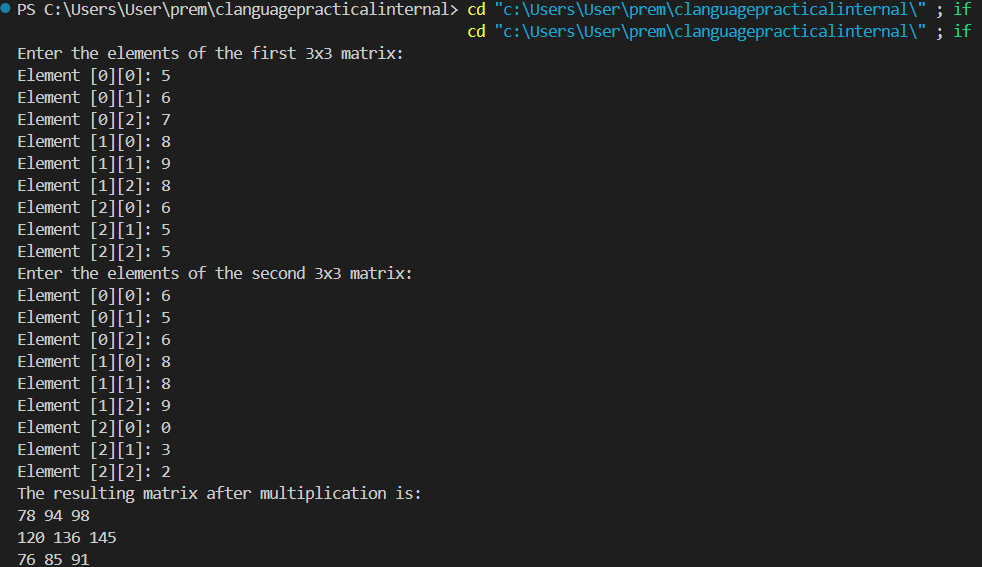 PS C:\Users\User\prem\clanguagepracticalinternal> cd "c:\Users\User\prem\clanguagepracticalinternal\" ; if
cd "c:\Users\User\prem\clanguagepracticalinternal\" ; if
Enter the elements of the first 3x3 matrix:
Element [0][0]: 5
Element [0][1]: 6
Element [0][2]: 7
Element [1][0]: 8
Element [1][1]: 9
Element [1][2]: 8
Element [2][0]: 6
Element [2][1]: 5
Element [2][2]: 5
Enter the elements of the second 3x3 matrix:
Element [0][0]: 6
Element [0][1]: 5
Element [0][2]: 6
Element [1][0]: 8
Element [1][1]: 8
Element [1][2]: 9
Element [2][0]: 0
Element [2][1]: 3
Element [2][2]: 2
The resulting matrix after multiplication is:
78 94 98
120 136 145
76 85 91